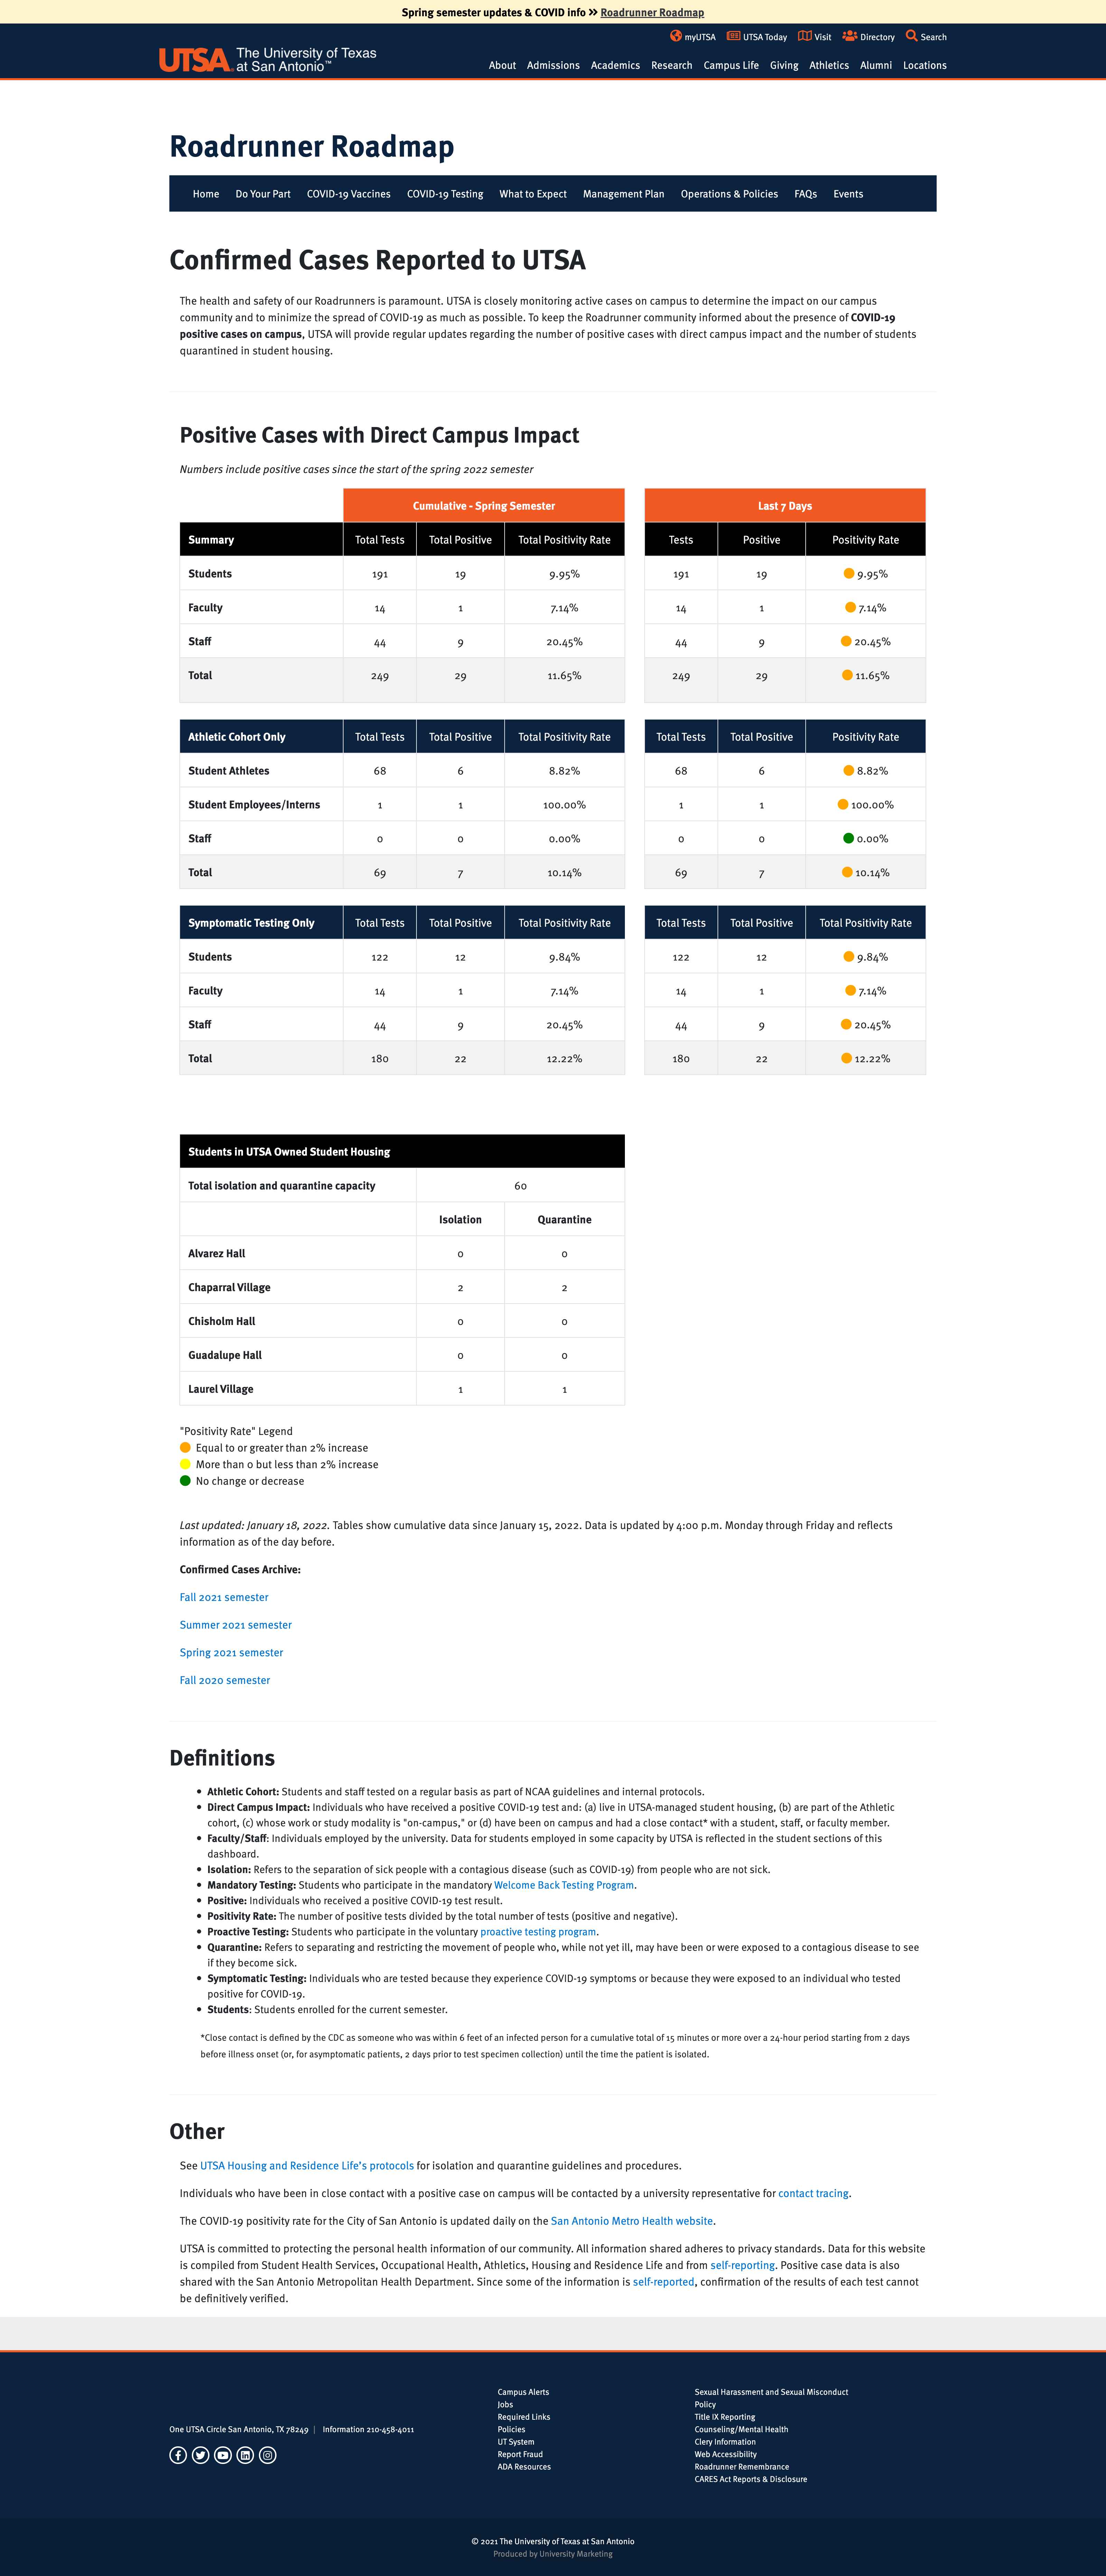 Spring semester updates & COVID info » Roadrunner Roadmap
myUTSA UTSA Today Visit Directory Search
UTSA. The University of Texas
at San Antonio™
About Admissions Academics Research Campus Life Giving Athletics Alumni Locations
Roadrunner Roadmap
Home Do Your Part COVID-19 Vaccines COVID-19 Testing What to Expect Management Plan Operations & Policies FAQs Events
Confirmed Cases Reported to UTSA
The health and safety of our Roadrunners is paramount. UTSA is closely monitoring active cases on campus to determine the impact on our campus
community and to minimize the spread of COVID-19 as much as possible. To keep the Roadrunner community informed about the presence of COVID-19
positive cases on campus, UTSA will provide regular updates regarding the number of positive cases with direct campus impact and the number of students
quarantined in student housing.
Positive Cases with Direct Campus Impact
Numbers include positive cases since the start of the spring 2022 semester
Cumulative - Spring Semester Last 7 Days
Summary Total Tests Total Positive Total Positivity Rate Tests Positive Positivity Rate
Students 191 19 9.95% 191 19 9.95%
Faculty 14 1 7.14% 14 1 7.14%
Staff 44 9 20.45% 44 9 20.45%
Total 249 29 11.65% 249 29 11.65%
Athletic Cohort Only Total Tests Total Positive Total Positivity Rate Total Tests Total Positive Positivity Rate
Student Athletes 68 6 8.82% 68 6 8.82%
Student Employees/Interns 1 1 100.00% 1 1 100.00%
Staff 0 0 0.00% 0 0 0.00%
Total 69 7 10.14% 69 7 10.14%
Symptomatic Testing Only Total Tests Total Positive Total Positivity Rate Total Tests Total Positive Total Positivity Rate
Students 122 12 9.84% 122 12 9.84%
Faculty 14 1 7.14% 14 1 7.14%
Staff 44 9 20.45% 44 9 20.45%
Total 180 22 12.22% 180 22 12.22%
Students in UTSA Owned Student Housing
Total isolation and quarantine capacity 60
Isolation Quarantine
Alvarez Hall 0 0
Chaparral Village 2 2
Chisholm Hall 0 0
Guadalupe Hall 0 0
Laurel Village 1 1
"Positivity Rate" Legend
Equal to or greater than 2% increase
More than 0 but less than 2% increase
No change or decrease
Last updated: January 18, 2022. Tables show cumulative data since January 15, 2022. Data is updated by 4:00 p.m. Monday through Friday and reflects
information as of the day before.
Confirmed Cases Archive:
Fall 2021 semester
Summer 2021 semester
Spring 2021 semester
Fall 2020 semester
Definitions
• Athletic Cohort: Students and staff tested on a regular basis as part of NCAA guidelines and internal protocols.
• Direct Campus Impact: Individuals who have received a positive COVID-19 test and: (a) live in UTSA-managed student housing, (b) are part of the Athletic
cohort, (c) whose work or study modality is "on-campus," or (d) have been on campus and had a close contact* with a student, staff, or faculty member.
• Faculty/Staff: Individuals employed by the university. Data for students employed in some capacity by UTSA is reflected in the student sections of this
dashboard.
• Isolation: Refers to the separation of sick people with a contagious disease (such as COVID-19) from people who are not sick.
• Mandatory Testing: Students who participate in the mandatory Welcome Back Testing Program.
• Positive: Individuals who received a positive COVID-19 test result.
• Positivity Rate: The number of positive tests divided by the total number of tests (positive and negative).
• Proactive Testing: Students who participate in the voluntary proactive testing program.
• Quarantine: Refers to separating and restricting the movement of people who, while not yet ill, may have been or were exposed to a contagious disease to see
if they become sick.
• Symptomatic Testing: Individuals who are tested because they experience COVID-19 symptoms or because they were exposed to an individual who tested
positive for COVID-19.
• Students: Students enrolled for the current semester.
*Close contact is defined by the CDC as someone who was within 6 feet of an infected person for a cumulative total of 15 minutes or more over a 24-hour period starting from 2 days
before illness onset (or, for asymptomatic patients, 2 days prior to test specimen collection) until the time the patient is isolated.
Other
See UTSA Housing and Residence Life's protocols for isolation and quarantine guidelines and procedures.
Individuals who have been in close contact with a positive case on campus will be contacted by a university representative for contact tracing.
The COVID-19 positivity rate for the City of San Antonio is updated daily on the San Antonio Metro Health website.
UTSA is committed to protecting the personal health information of our community. All information shared adheres to privacy standards. Data for this website
is compiled from Student Health Services, Occupational Health, Athletics, Housing and Residence Life and from self-reporting. Positive case data is also
shared with the San Antonio Metropolitan Health Department. Since some of the information is self-reported, confirmation of the results of each test cannot
be definitively verified.
One UTSA Circle San Antonio, TX 78249 | Information 210-458-4011
Campus Alerts
Jobs
Required Links
Policies
UT System
Report Fraud
ADA Resources
Sexual Harassment and Sexual Misconduct
Policy
Title IX Reporting
Counseling/Mental Health
Clery Information
Web Accessibility
Roadrunner Remembrance
CARES Act Reports & Disclosure
© 2021 The University of Texas at San Antonio
Produced by University Marketing